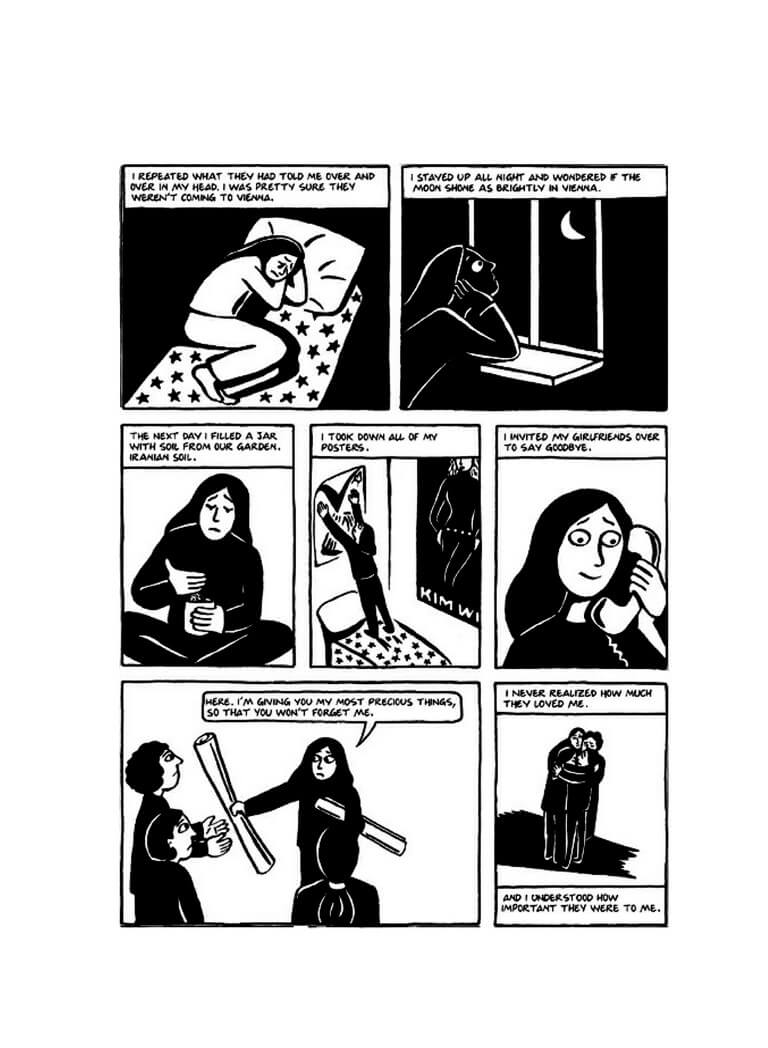 I REPEATED WHAT THEY HAD TOLD ME OVER AND
OVER IN MY HEAD. I WAS PRETTY SURE THEY
WEREN'T COMING TO VIENNA.
I STAYED UP ALL NIGHT AND WONDERED IF THE
MOON SHONE AS BRIGHTLY IN VIENNA.
THE NEXT DAY I FILLED A JAR
WITH SOIL FROM OUR GARDEN.
IRANIAN SOIL.
I TOOK DOWN ALL OF MY
POSTERS.
KIM WI
I INVITED MY GIRLFRIENDS OVER
TO SAY GOODBYE.
HERE. I'M GIVING YOU MY MOST PRECIOUS THINGS,
SO THAT YOU WON'T FORGET ME.
I NEVER REALIZED HOW MUCH
THEY LOVED ME.
AND I UNDERSTOOD HOW
IMPORTANT THEY WERE TO ME.